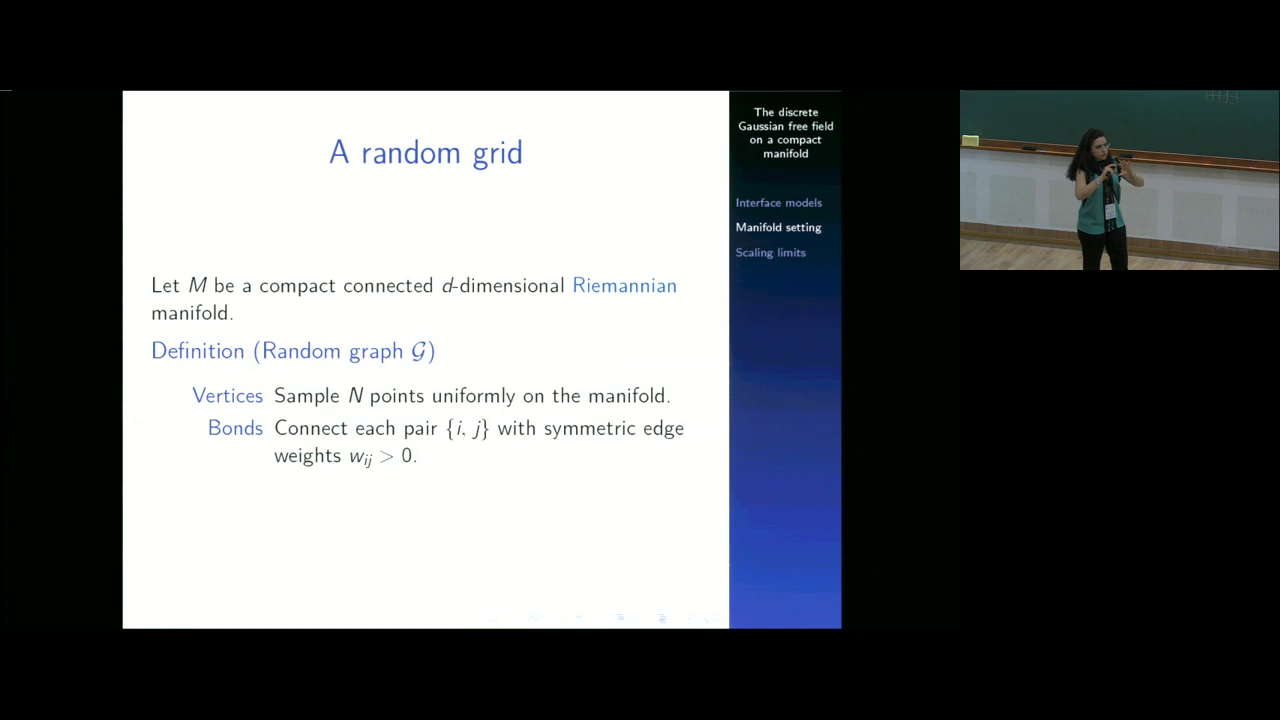 A random grid
Let M be a compact connected d-dimensional Riemannian
manifold.
Definition (Random graph 𝒢)
Vertices Sample N points uniformly on the manifold.
Bonds Connect each pair {i, j} with symmetric edge
weights wᵢⱼ > 0.
The discrete
Gaussian free field
on a compact
manifold
Interface models
Manifold setting
Scaling limits